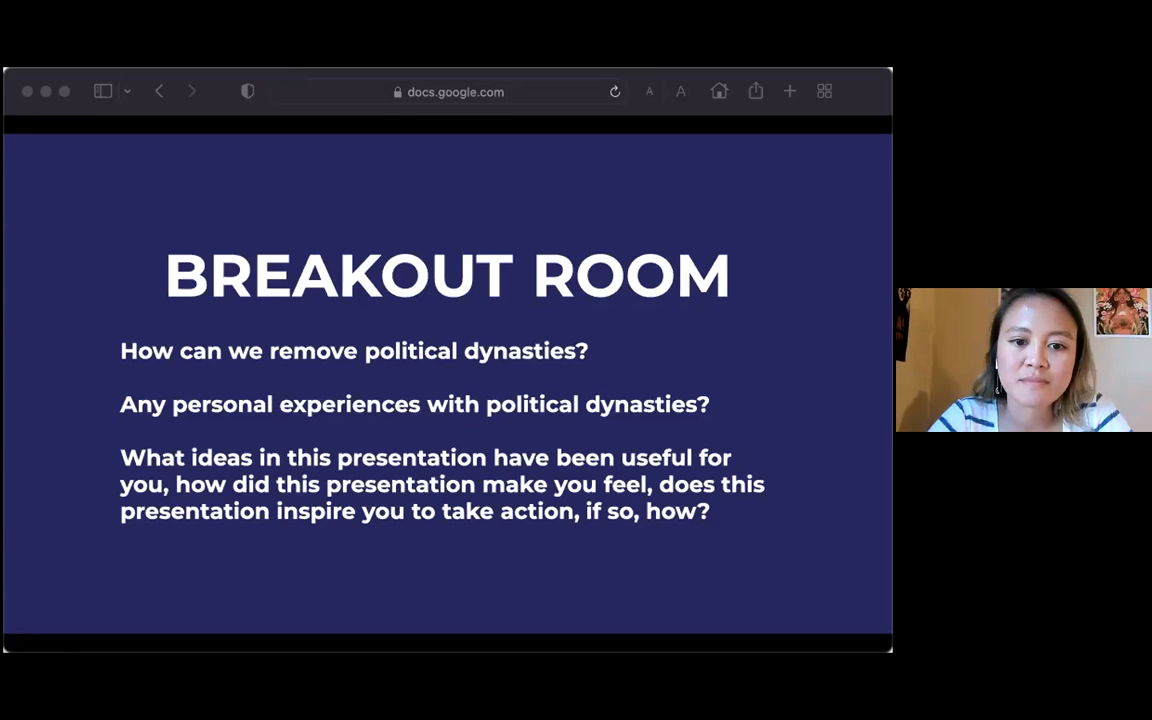 docs.google.com
A A
BREAKOUT ROOM
How can we remove political dynasties?
Any personal experiences with political dynasties?
What ideas in this presentation have been useful for
you, how did this presentation make you feel, does this
presentation inspire you to take action, if so, how?